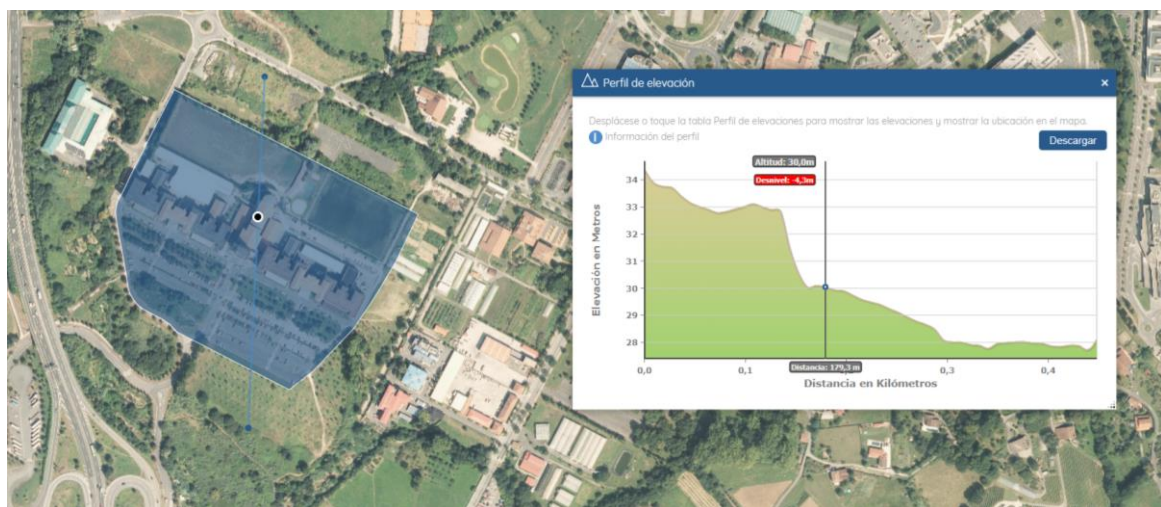 Perfil de elevación
×
Desplácese o toque la tabla Perfil de elevaciones para mostrar las elevaciones y mostrar la ubicación en el mapa.
i Información del perfil
Descargar
Altitud: 30,0m
Desnivel: -4,3m
34
33
32
31
30
28
Elevación en Metros
Distancia: 179,3 m
0,0
0,1
0,2
0,3
0,4
Distancia en Kilómetros